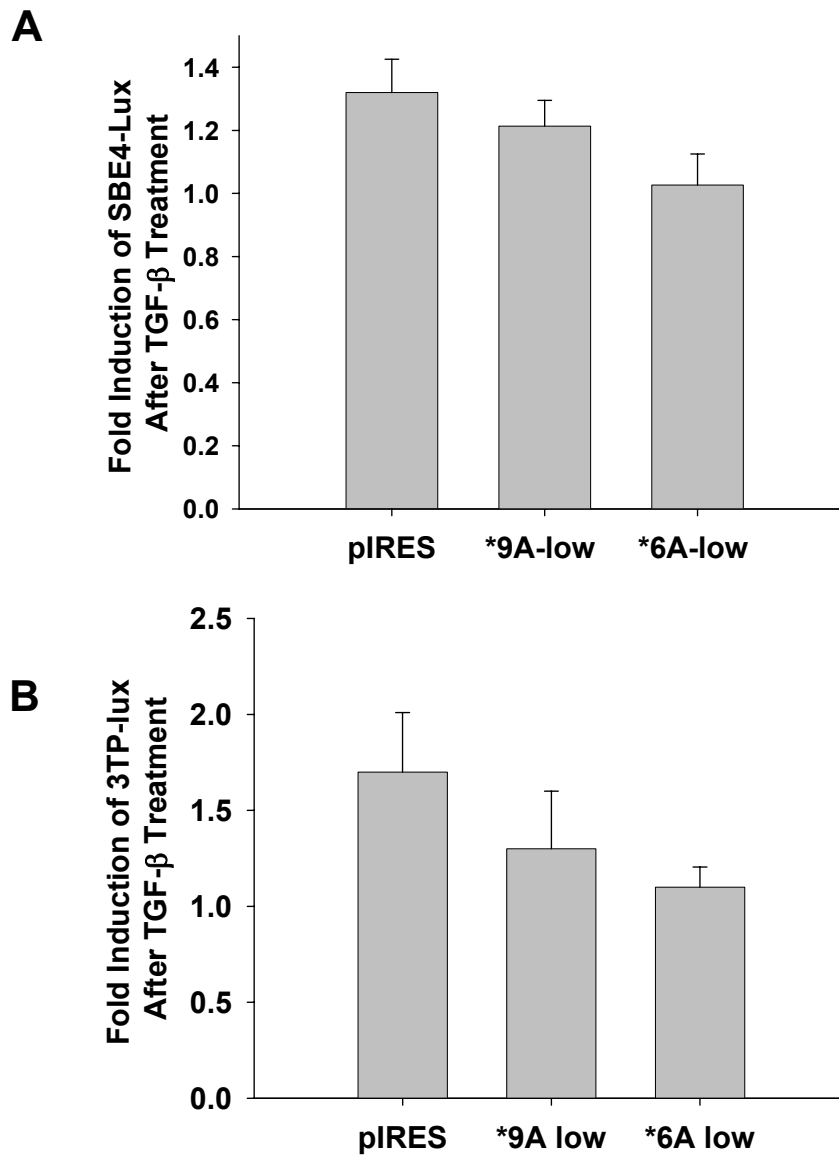 A
Fold Induction of SBE4-Lux
After TGF-β Treatment
1.4
1.2
1.0
0.8
0.6
0.4
0.2
0.0
pIRES *9A-low *6A-low
B
Fold Induction of 3TP-lux
After TGF-β Treatment
2.5
2.0
1.5
1.0
0.5
0.0
pIRES *9A low *6A low